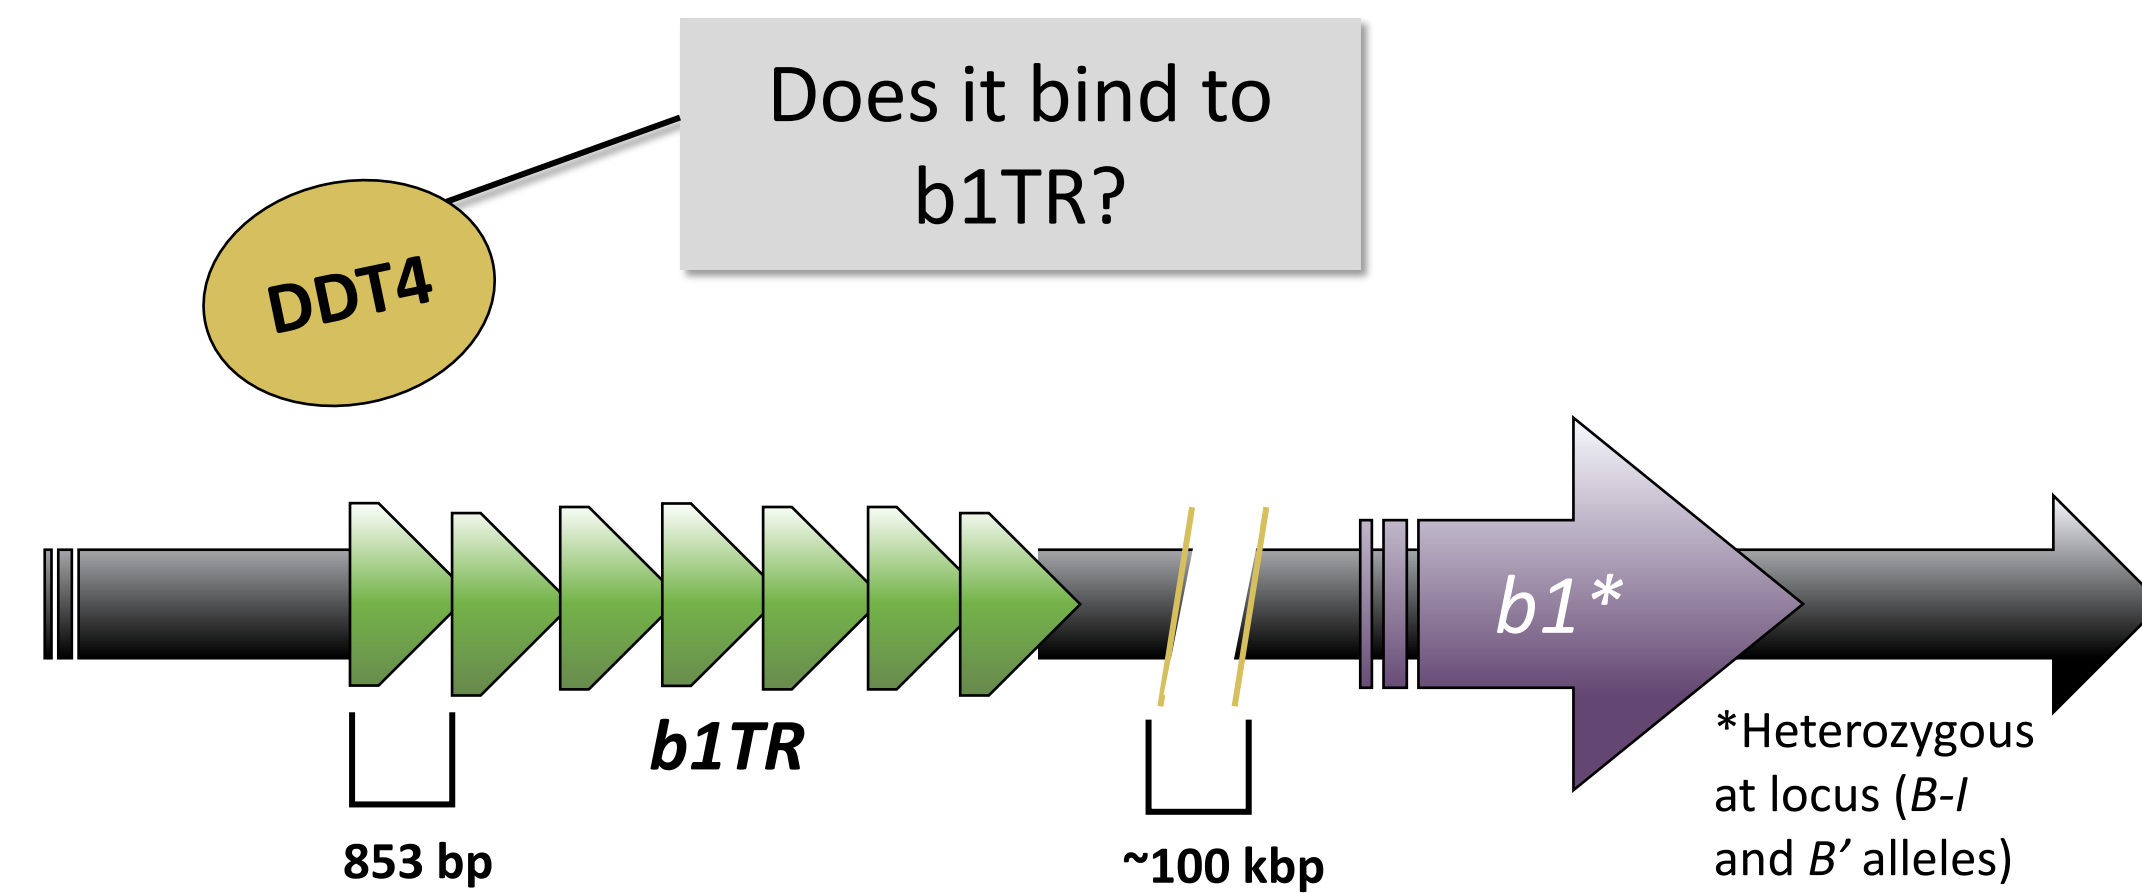 Does it bind to
b1TR?
DDT4
b1*
b1TR
853 bp
~100 kbp
*Heterozygous
at locus (B-I
and B’ alleles)